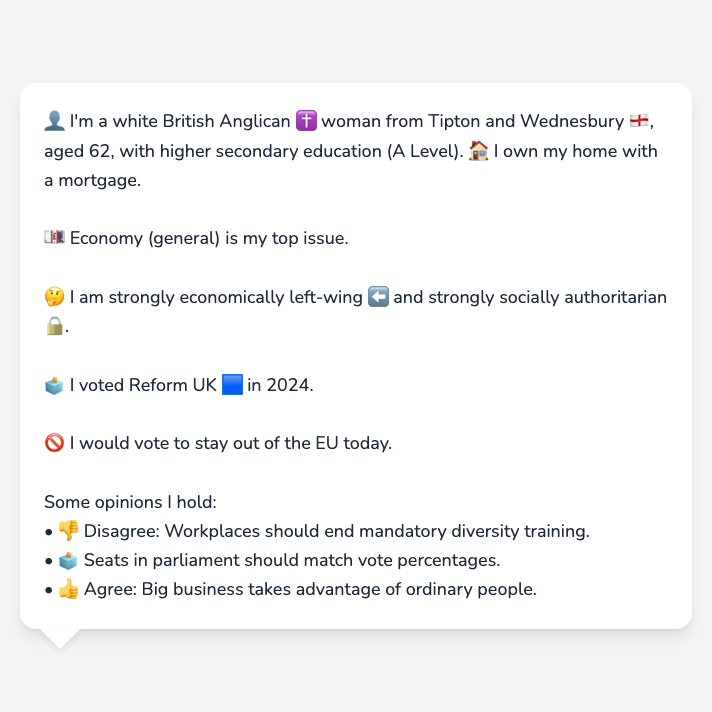 👤 I'm a white British Anglican ✝️ woman from Tipton and Wednesbury 🏴󠁧󠁢󠁥󠁮󠁧󠁿,
aged 62, with higher secondary education (A Level). 🏠 I own my home with
a mortgage.
💷 Economy (general) is my top issue.
🤔 I am strongly economically left-wing ⬅️ and strongly socially authoritarian
🔒.
🗳️ I voted Reform UK 🟦 in 2024.
🚫 I would vote to stay out of the EU today.
Some opinions I hold:
• 👎 Disagree: Workplaces should end mandatory diversity training.
• 🗳️ Seats in parliament should match vote percentages.
• 👍 Agree: Big business takes advantage of ordinary people.